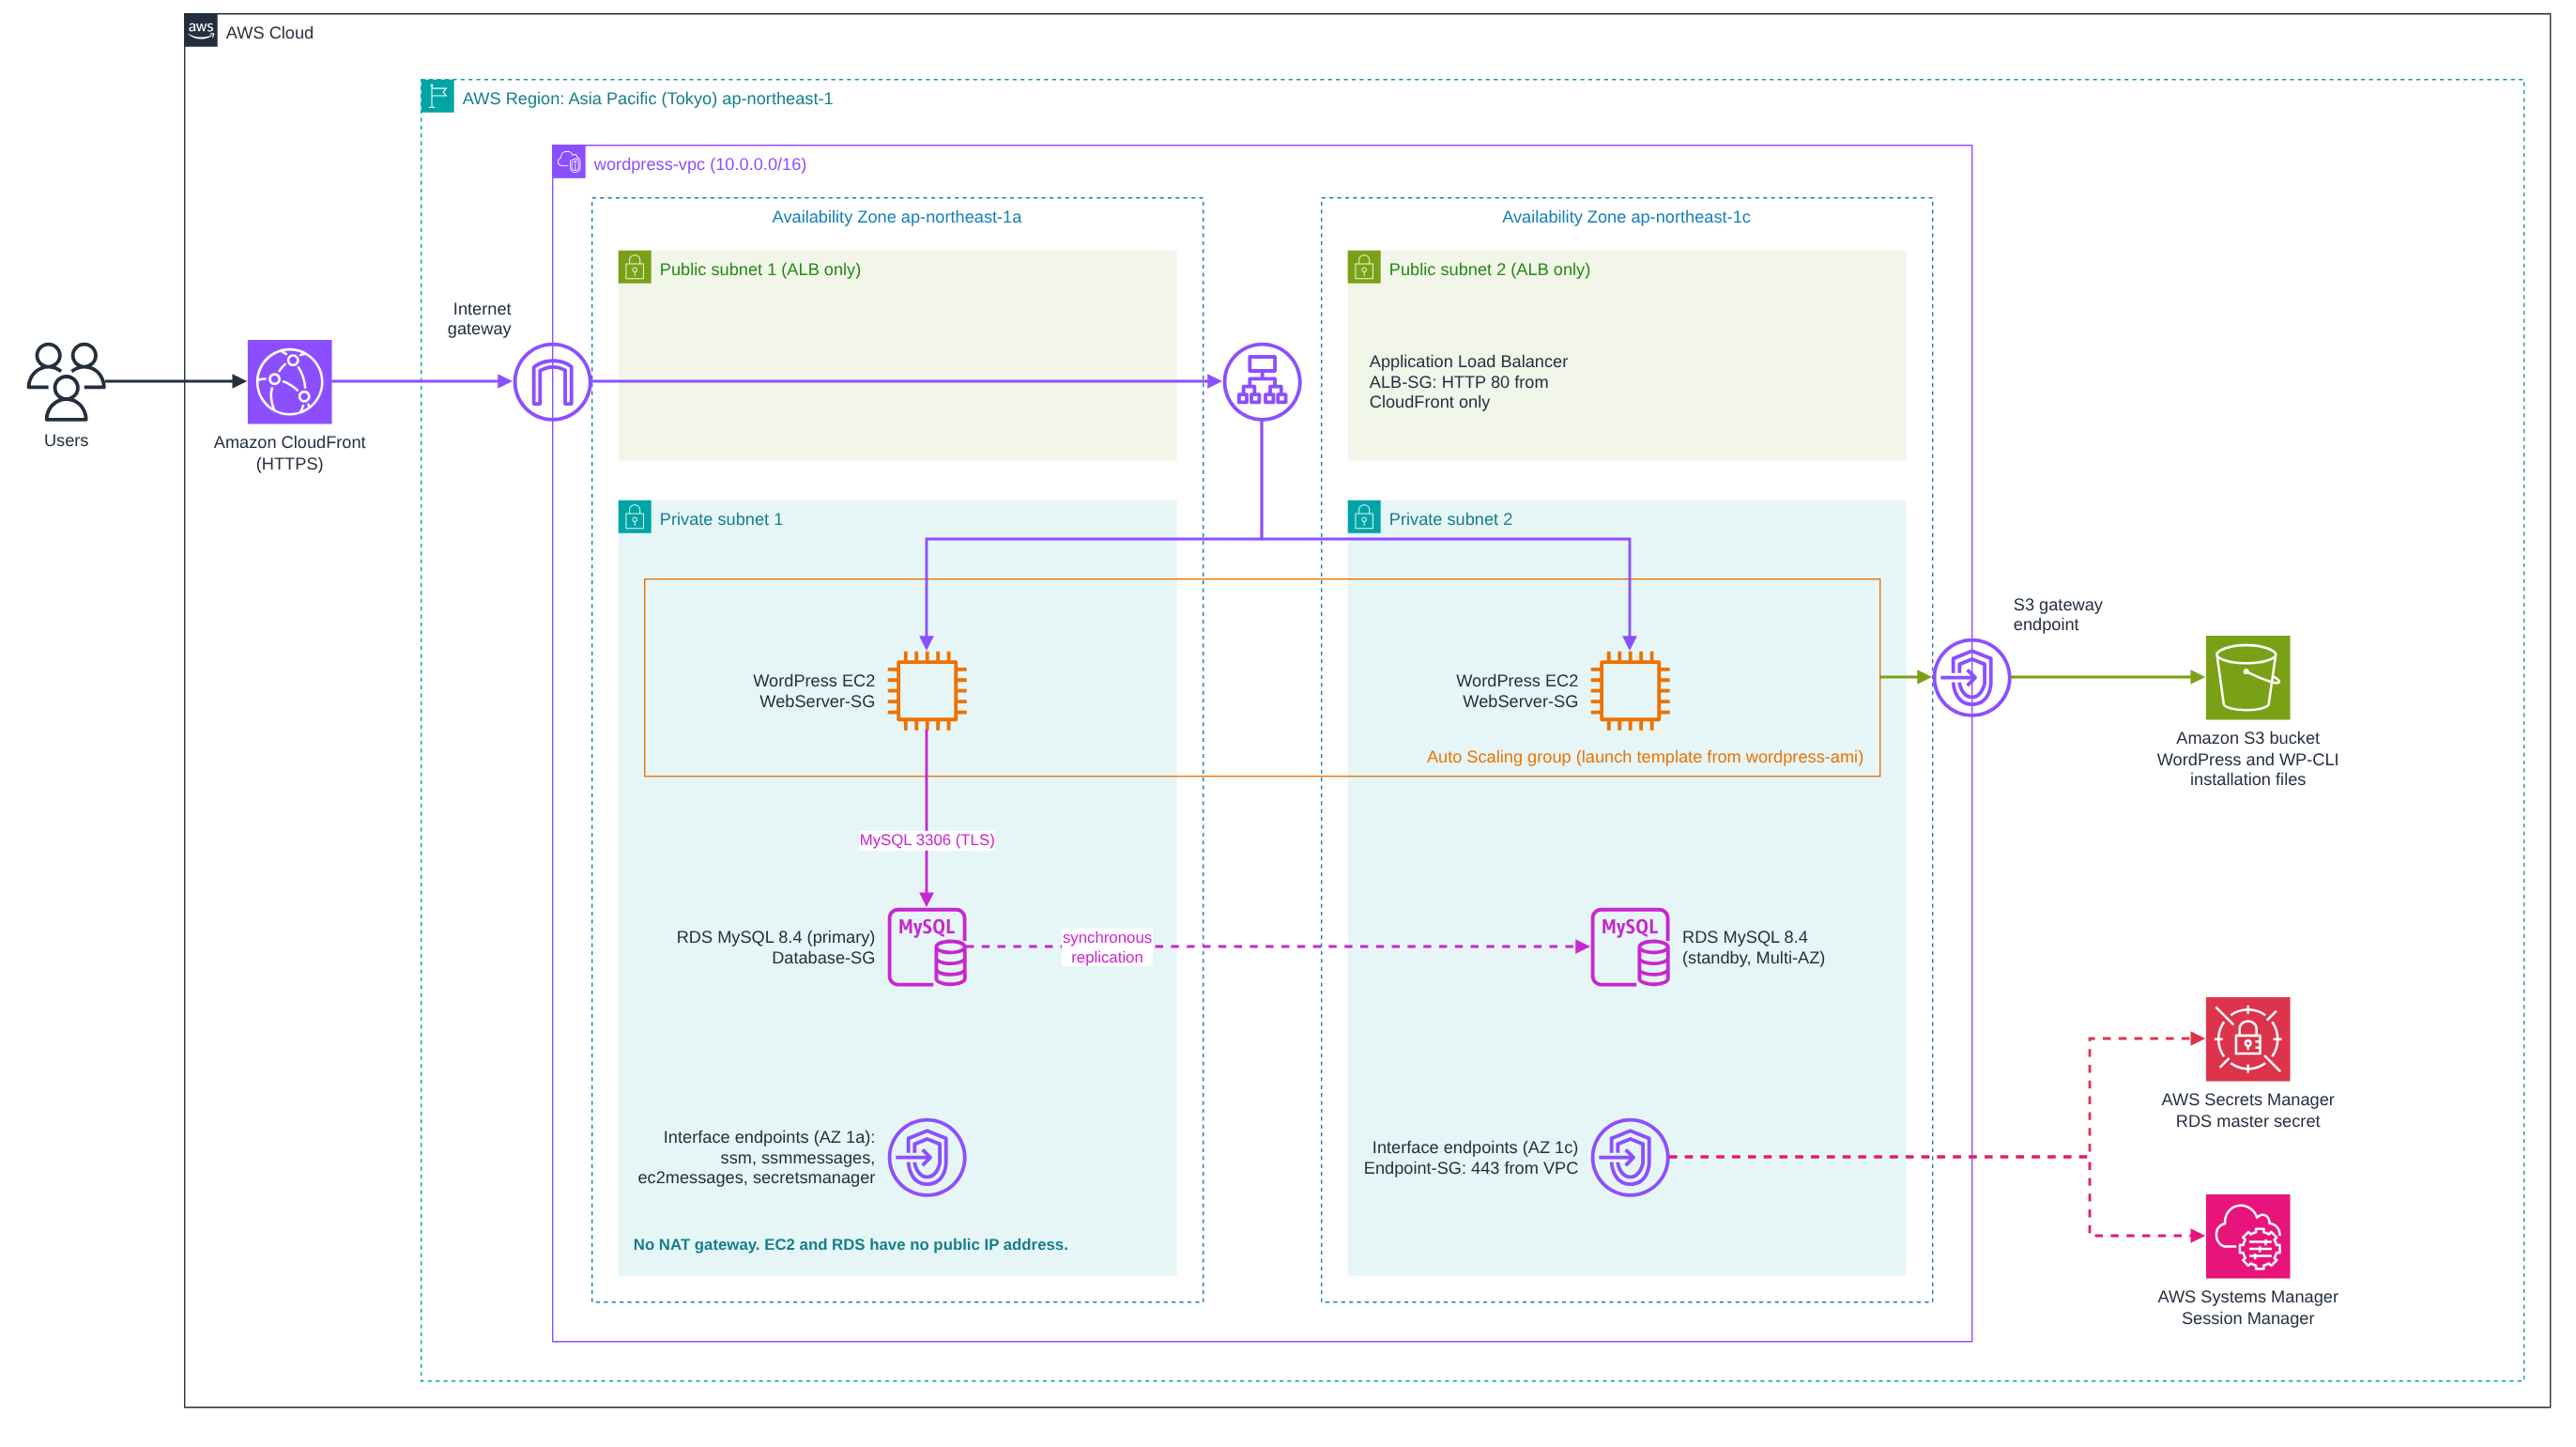 aws
AWS Cloud
AWS Region: Asia Pacific (Tokyo) ap-northeast-1
wordpress-vpc (10.0.0.0/16)
Availability Zone ap-northeast-1a
Availability Zone ap-northeast-1c
Public subnet 1 (ALB only)
Public subnet 2 (ALB only)
Internet
gateway
Users
Amazon CloudFront
(HTTPS)
Application Load Balancer
ALB-SG: HTTP 80 from
CloudFront only
Private subnet 1
Private subnet 2
WordPress EC2
WebServer-SG
WordPress EC2
WebServer-SG
Auto Scaling group (launch template from wordpress-ami)
S3 gateway
endpoint
Amazon S3 bucket
WordPress and WP-CLI
installation files
MySQL 3306 (TLS)
RDS MySQL 8.4 (primary)
Database-SG
MySQL
synchronous
replication
MySQL
RDS MySQL 8.4
(standby, Multi-AZ)
AWS Secrets Manager
RDS master secret
Interface endpoints (AZ 1a):
ssm, ssmmessages,
ec2messages, secretsmanager
Interface endpoints (AZ 1c)
Endpoint-SG: 443 from VPC
No NAT gateway. EC2 and RDS have no public IP address.
AWS Systems Manager
Session Manager